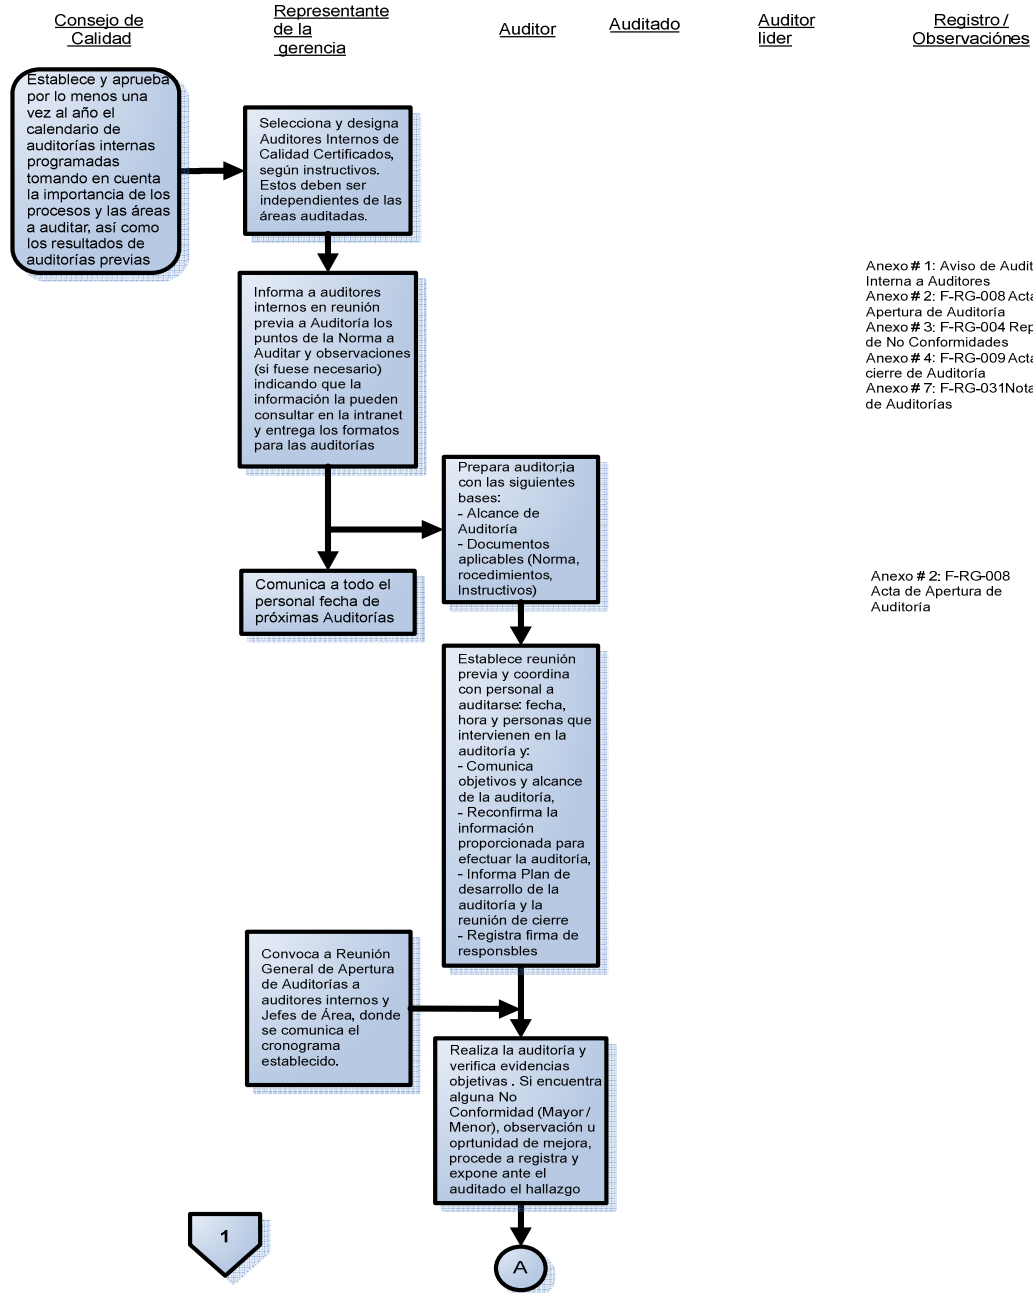 Consejo de
Calidad
Representante
de la
gerencia
Auditor
Auditado
Auditor
lider
Registro /
Observaciónes
Establece y aprueba
por lo menos una
vez al año el
calendario de
auditorías internas
programadas
tomando en cuenta
la importancia de los
procesos y las áreas
a auditar, así como
los resultados de
auditorías previas
Selecciona y designa
Auditores Internos de
Calidad Certificados,
según instructivos.
Estos deben ser
independientes de las
áreas auditadas.
Informa a auditores
internos en reunión
previa a Auditoría los
puntos de la Norma a
Auditar y observaciones
(si fuese necesario)
indicando que la
información la pueden
consultar en la intranet
y entrega los formatos
para las auditorías
Anexo # 1: Aviso de Audit
Interna a Auditores
Anexo # 2: F-RG-008 Acta
Apertura de Auditoría
Anexo # 3: F-RG-004 Rep
de No Conformidades
Anexo # 4: F-RG-009 Acta
cierre de Auditoría
Anexo # 7: F-RG-031Nota
de Auditorías
Prepara auditor;ia
con las siguientes
bases:
- Alcance de
Auditoría
- Documentos
aplicables (Norma,
rocedimientos,
Instructivos)
Comunica a todo el
personal fecha de
próximas Auditorías
Anexo # 2: F-RG-008
Acta de Apertura de
Auditoría
Establece reunión
previa y coordina
con personal a
auditarse: fecha,
hora y personas que
intervienen en la
auditoría y:
- Comunica
objetivos y alcance
de la auditoría,
- Reconfirma la
información
proporcionada para
efectuar la auditoría,
- Informa Plan de
desarrollo de la
auditoría y la
reunión de cierre
- Registra firma de
responsbles
Convoca a Reunión
General de Apertura
de Auditorías a
auditores internos y
Jefes de Área, donde
se comunica el
cronograma
establecido.
Realiza la auditoría y
verifica evidencias
objetivas . Si encuentra
alguna No
Conformidad (Mayor /
Menor), observación u
oprtunidad de mejora,
procede a registra y
expone ante el
auditado el hallazgo
1
A